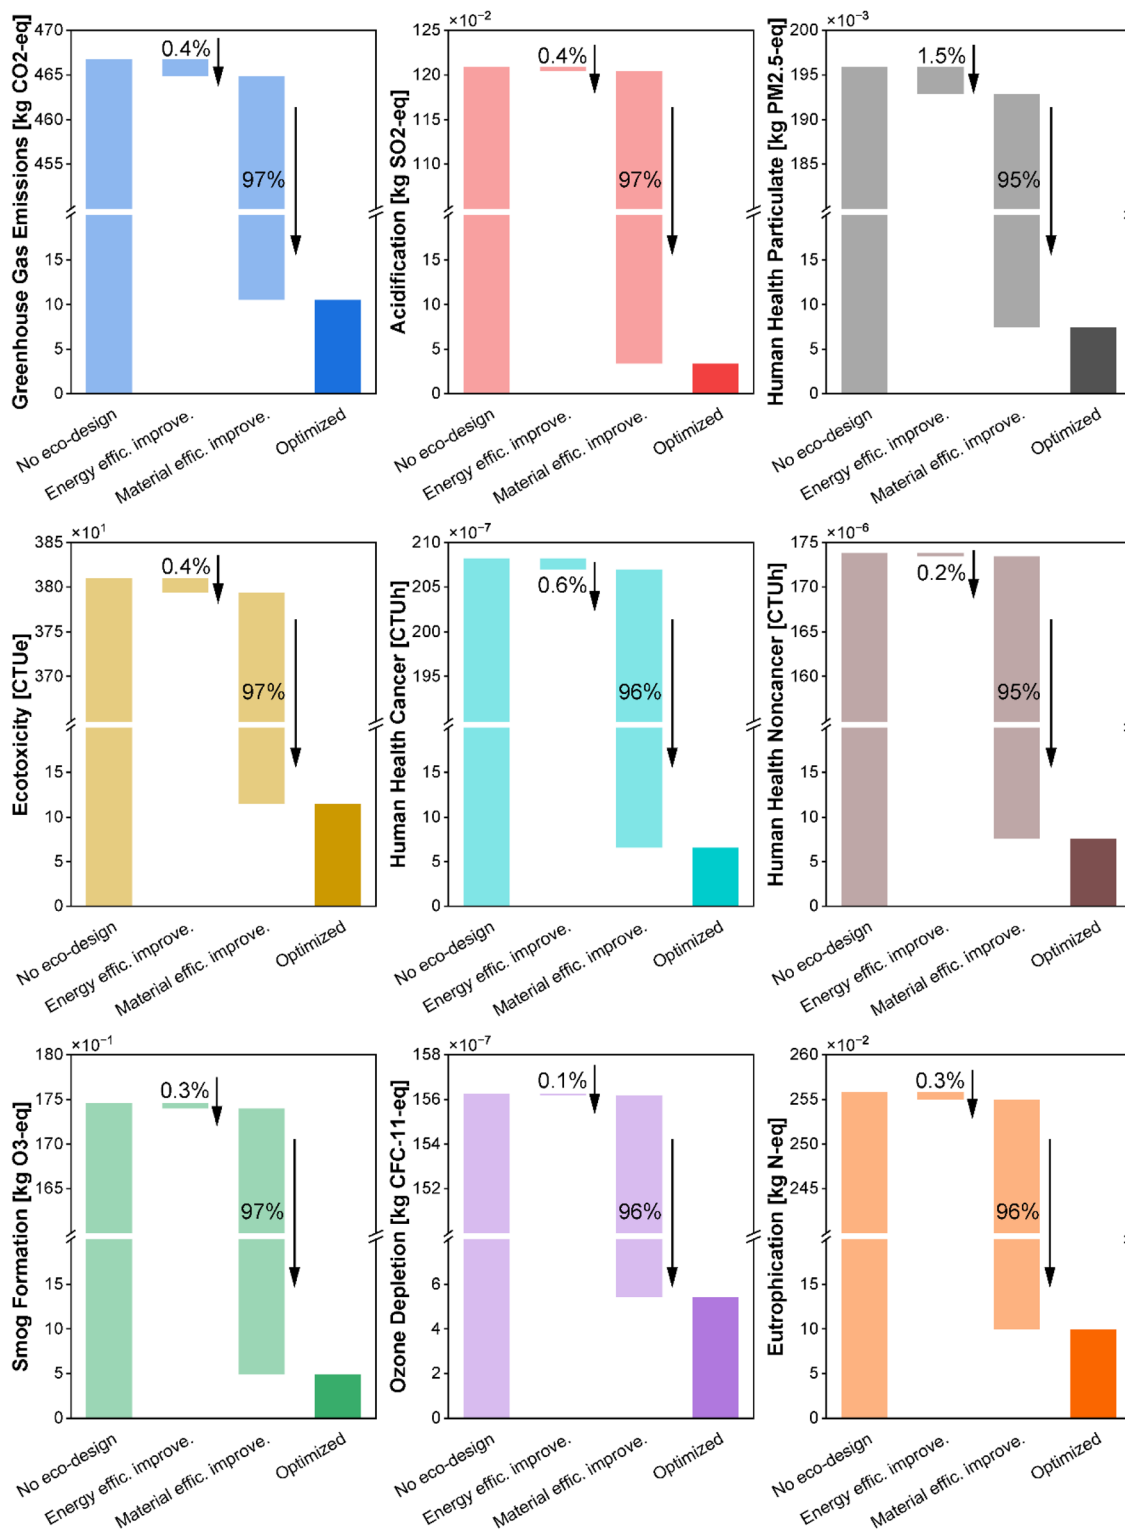 Greenhouse Gas Emissions [kg CO2-eq]
470
465
460
455
15
10
5
0
0.4%
97%
No eco-design
Energy effic. improve.
Material effic. improve.
Optimized
Acidification [kg SO2-eq]
×10⁻²
125
120
115
110
15
10
5
0
0.4%
97%
No eco-design
Energy effic. improve.
Material effic. improve.
Optimized
Human Health Particulate [kg PM2.5-eq]
×10⁻³
200
195
190
185
15
10
5
0
1.5%
95%
No eco-design
Energy effic. improve.
Material effic. improve.
Optimized
Ecotoxicity [CTUe]
×10¹
385
380
375
370
15
10
5
0
0.4%
97%
No eco-design
Energy effic. improve.
Material effic. improve.
Optimized
Human Health Cancer [CTUh]
×10⁻⁷
210
205
200
195
15
10
5
0
0.6%
96%
No eco-design
Energy effic. improve.
Material effic. improve.
Optimized
Human Health Noncancer [CTUh]
×10⁻⁶
174
170
166
160
15
10
5
0
0.2%
95%
No eco-design
Energy effic. improve.
Material effic. improve.
Optimized
Smog Formation [kg O3-eq]
×10⁻¹
180
175
170
165
15
10
5
0
0.3%
97%
No eco-design
Energy effic. improve.
Material effic. improve.
Optimized
Ozone Depletion [kg CFC-11-eq]
×10⁻⁷
158
156
154
152
6
4
2
0
0.1%
96%
No eco-design
Energy effic. improve.
Material effic. improve.
Optimized
Eutrophication [kg N-eq]
×10⁻²
260
255
250
245
15
10
5
0
0.3%
96%
No eco-design
Energy effic. improve.
Material effic. improve.
Optimized